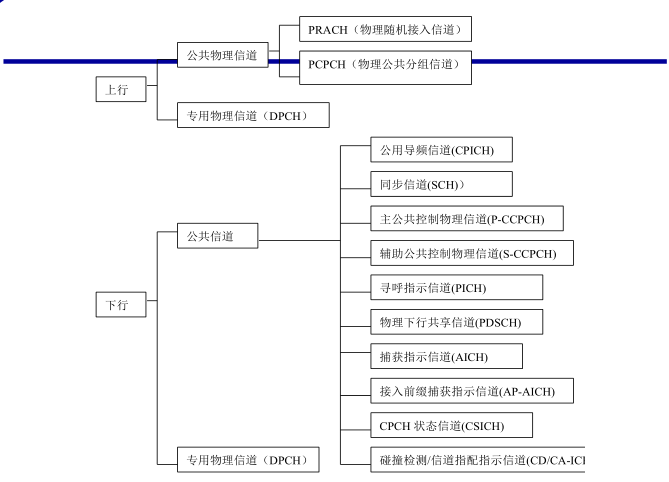 PRACH（物理随机接入信道）
公共物理信道
PCPCH（物理公共分组信道）
上行
专用物理信道（DPCH）
公用导频信道(CPICH)
同步信道(SCH)）
主公共控制物理信道(P-CCPCH)
公共信道
辅助公共控制物理信道(S-CCPCH)
寻呼指示信道(PICH)
下行
物理下行共享信道(PDSCH)
捕获指示信道(AICH)
接入前缀捕获指示信道(AP-AICH)
CPCH 状态信道(CSICH)
专用物理信道（DPCH）
碰撞检测/信道指配指示信道(CD/CA-ICH